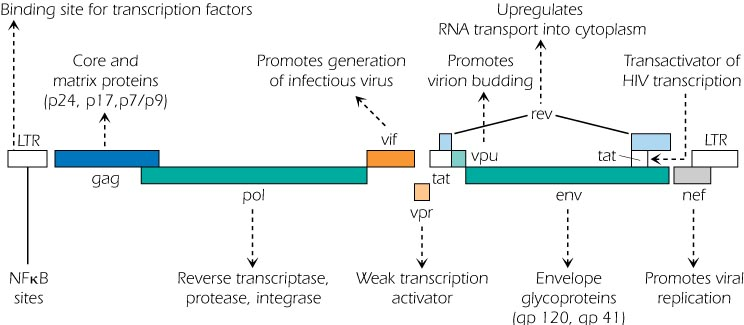 Binding site for transcription factors
Upregulates
RNA transport into cytoplasm
Core and
matrix proteins
(p24, p17,p7/p9)
Promotes generation
of infectious virus
Promotes
virion budding
Transactivator of
HIV transcription
rev
LTR
vif
vpu
tat
LTR
gag
pol
tat
env
nef
vpr
NFκB
sites
Reverse transcriptase,
protease, integrase
Weak transcription
activator
Envelope
glycoproteins
(gp 120, gp 41)
Promotes viral
replication